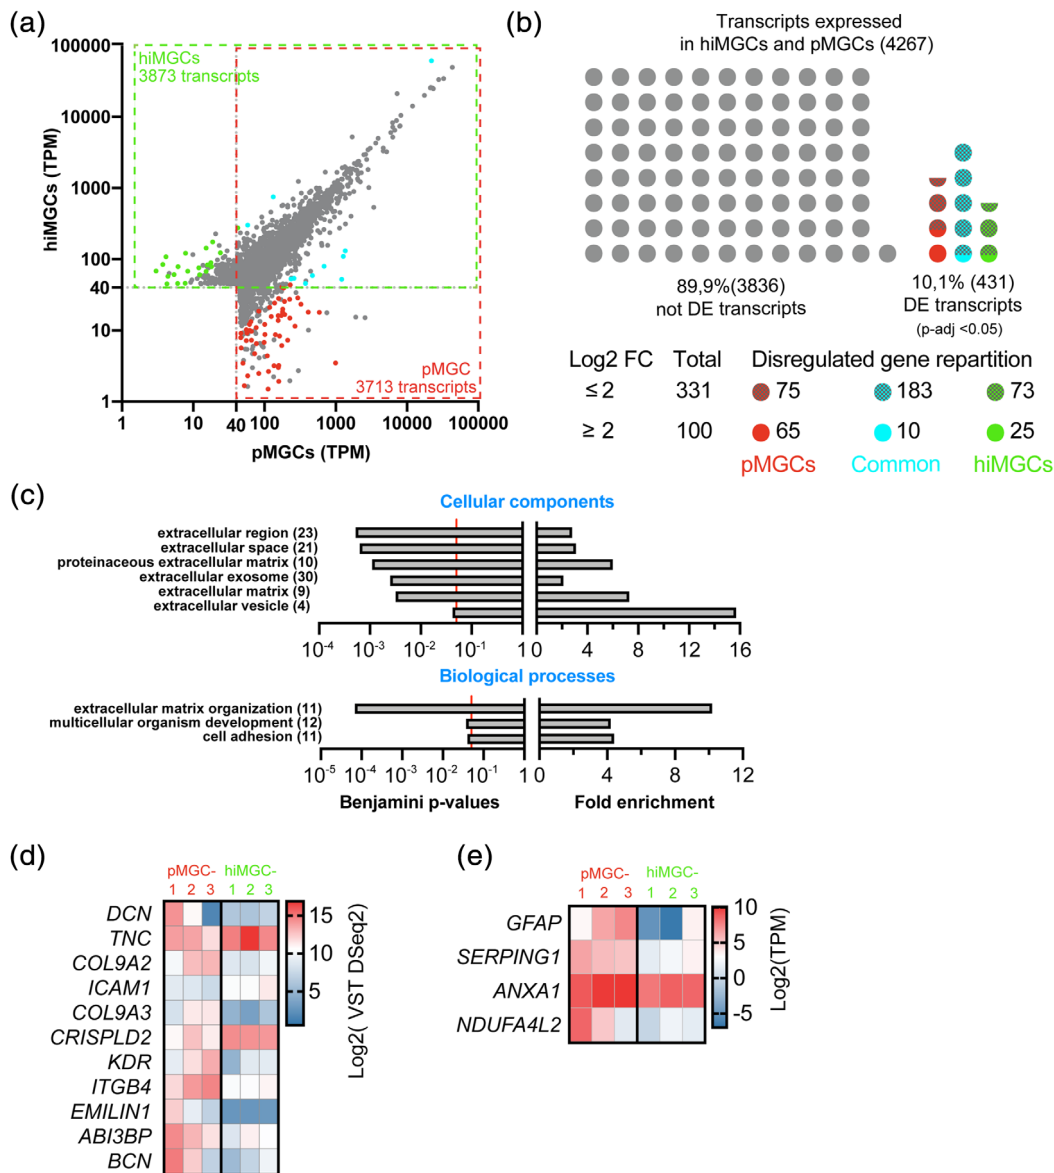 (a)
100000
10000
1000
100
40
10
1
hiMGCs (TPM)
hiMGCs
3873 transcripts
pMGC
3713 transcripts
1
10
40
100
1000
10000
100000
pMGCs (TPM)
(b)
Transcripts expressed
in hiMGCs and pMGCs (4267)
89,9%(3836)
not DE transcripts
10,1% (431)
DE transcripts
(p-adj <0.05)
Log2 FC Total Disregulated gene repartition
≤ 2 331 75 183 73
≥ 2 100 65 10 25
pMGCs Common hiMGCs
(c)
Cellular components
extracellular region (23)
extracellular space (21)
proteinaceous extracellular matrix (10)
extracellular exosome (30)
extracellular matrix (9)
extracellular vesicle (4)
10-4 10-3 10-2 10-1 1 0 4 8 12 16
Biological processes
extracellular matrix organization (11)
multicellular organism development (12)
cell adhesion (11)
10-5 10-4 10-3 10-2 10-1 1 0 4 8 12
Benjamini p-values Fold enrichment
(d)
pMGC- hiMGC-
1 2 3 1 2 3
DCN
TNC
COL9A2
ICAM1
COL9A3
CRISPLD2
KDR
ITGB4
EMILIN1
ABI3BP
BCN
15
10
5
Log2( VST DSeq2)
(e)
pMGC- hiMGC-
1 2 3 1 2 3
GFAP
SERPING1
ANXA1
NDUFA4L2
10
5
0
-5
Log2(TPM)